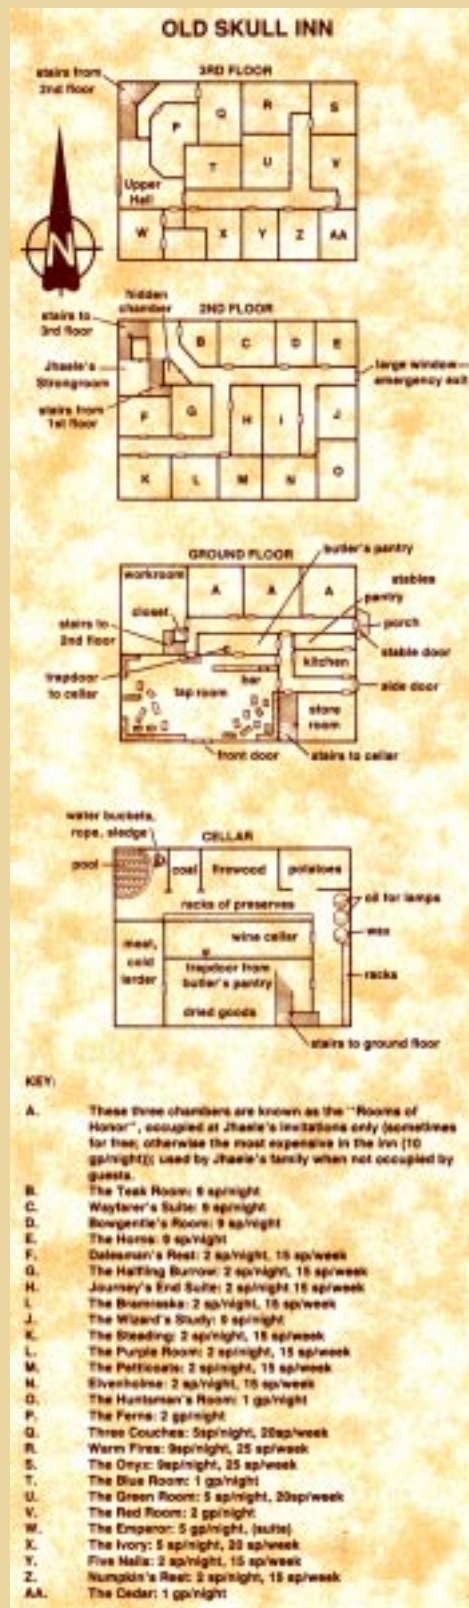 OLD SKULL INN
3RD FLOOR
stairs from
2nd floor
P
Q
R
S
T
U
V
Upper
Hall
W
X
Y
Z
AA
N
hidden
chamber
2ND FLOOR
stairs to
3rd floor
B
C
D
E
Jhaele's
Strongroom
large window—
emergency exit
stairs from
1st floor
F
G
H
I
J
K
L
M
N
O
GROUND FLOOR
butler's pantry
workroom
A
A
A
stables
pantry
closet
porch
stairs to
2nd floor
stable door
kitchen
trapdoor
to cellar
bar
side door
tap room
store
room
front door
stairs to cellar
water buckets,
rope, sledge
CELLAR
pool
coal
firewood
potatoes
oil for lamps
racks of preserves
wax
meat,
cold
larder
wine cellar
trapdoor from
butler's pantry
racks
dried goods
stairs to ground floor
KEY:
A. These three chambers are known as the "Rooms of
Honor", occupied at Jhaele's invitations only (sometimes
for free; otherwise the most expensive in the inn (10
gp/night)); used by Jhaele's family when not occupied by
guests.
B. The Teak Room: 9 sp/night
C. Wayfarer's Suite: 9 sp/night
D. Bowgentle's Room: 9 sp/night
E. The Horns: 9 sp/night
F. Dalesman's Rest: 2 sp/night, 15 sp/week
G. The Halfling Burrow: 2 sp/night, 15 sp/week
H. Journey's End Suite: 2 sp/night 15 sp/week
I. The Bramraska: 2 sp/night, 15 sp/week
J. The Wizard's Study: 9 sp/night
K. The Steading: 2 sp/night, 15 sp/week
L. The Purple Room: 2 sp/night, 15 sp/week
M. The Petticoats: 2 sp/night, 15 sp/week
N. Elvenholme: 2 sp/night, 15 sp/week
O. The Huntsman's Room: 1 gp/night
P. The Ferns: 2 gp/night
Q. Three Couches: 5sp/night, 20sp/week
R. Warm Fires: 9sp/night, 25 sp/week
S. The Onyx: 9sp/night, 25 sp/week
T. The Blue Room: 1 gp/night
U. The Green Room: 5 sp/night, 20sp/week
V. The Red Room: 2 gp/night
W. The Emperor: 5 gp/night, (suite)
X. The Ivory: 5 sp/night, 20 sp/week
Y. Five Nails: 2 sp/night, 15 sp/week
Z. Numpkin's Rest: 2 sp/night, 15 sp/week
AA. The Cedar: 1 gp/night